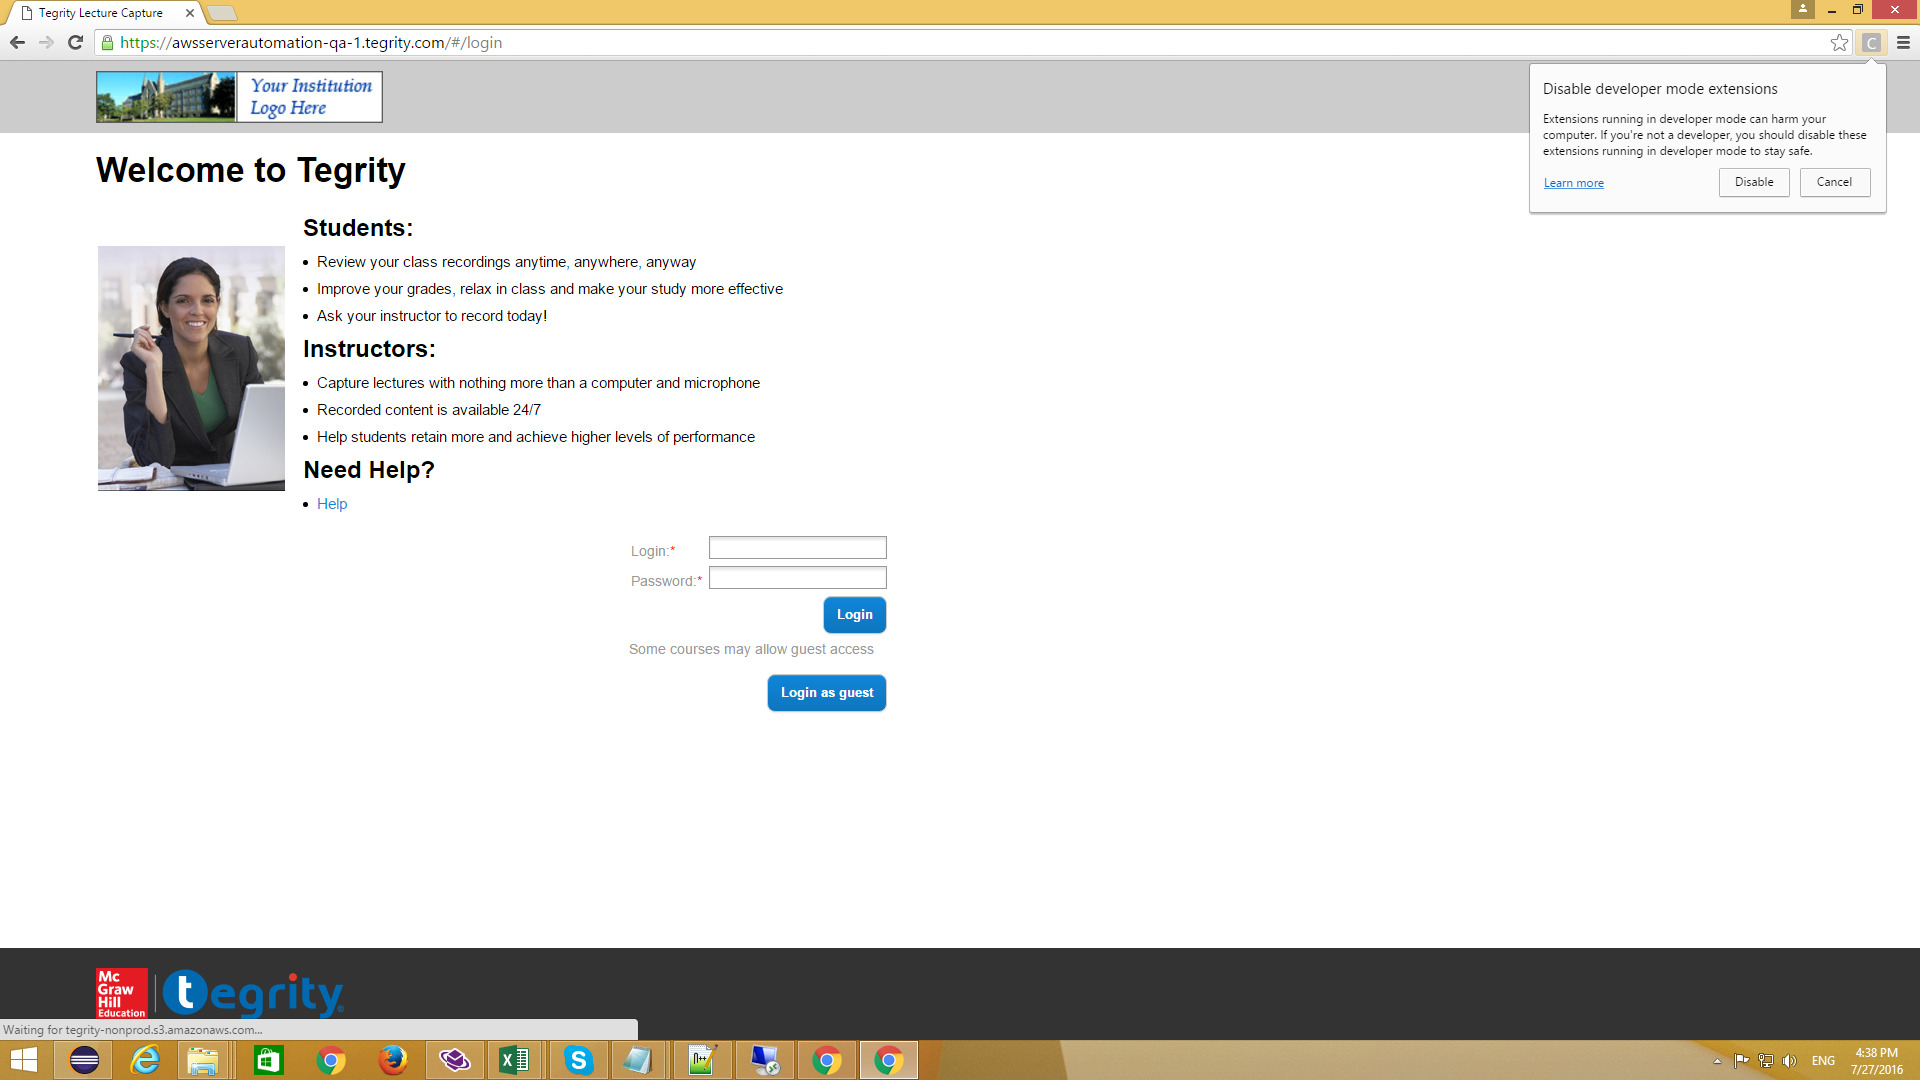 Tegrity Lecture Capture
https://awsserverautomation-qa-1.tegrity.com/#/login
C
Your Institution
Logo Here
Disable developer mode extensions
Extensions running in developer mode can harm your
computer. If you're not a developer, you should disable these
extensions running in developer mode to stay safe.
Learn more
Disable
Cancel
Welcome to Tegrity
Students:
Review your class recordings anytime, anywhere, anyway
Improve your grades, relax in class and make your study more effective
Ask your instructor to record today!
Instructors:
Capture lectures with nothing more than a computer and microphone
Recorded content is available 24/7
Help students retain more and achieve higher levels of performance
Need Help?
Help
Login:*
Password:*
Login
Some courses may allow guest access
Login as guest
Mc
Graw
Hill
Education
tegrity
Waiting for tegrity-nonprod.s3.amazonaws.com...
ENG
4:38 PM
7/27/2016